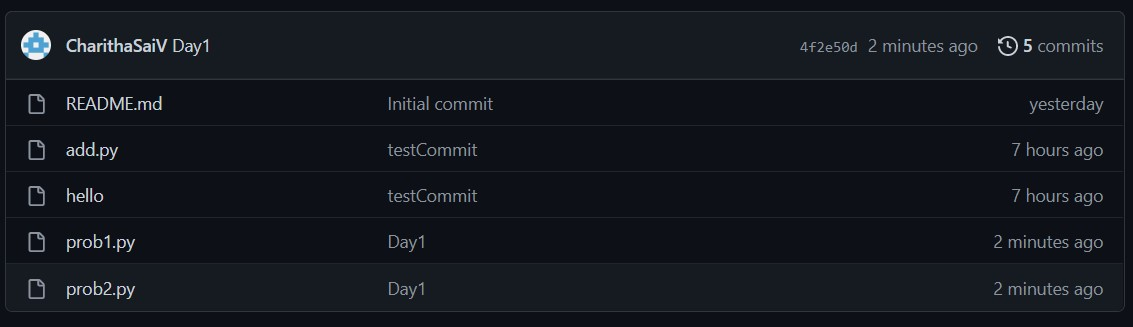 CharithaSaiV Day1 4f2e50d 2 minutes ago 5 commits
README.md Initial commit yesterday
add.py testCommit 7 hours ago
hello testCommit 7 hours ago
prob1.py Day1 2 minutes ago
prob2.py Day1 2 minutes ago